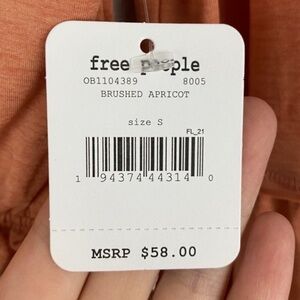 free people
OB1104389 8005
BRUSHED APRICOT
size S
FL_21
1 94374 44314 0
MSRP $58.00